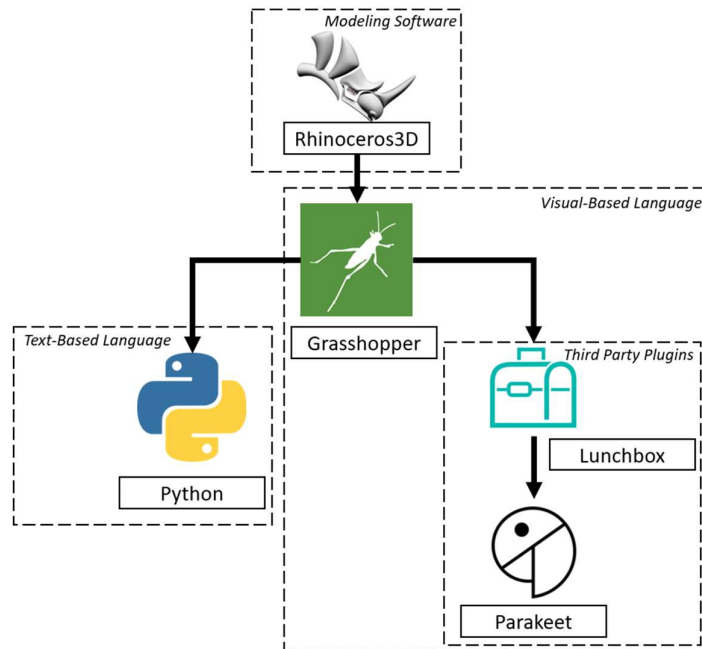 Modeling Software
Rhinoceros3D
Visual-Based Language
Grasshopper
Text-Based Language
Python
Third Party Plugins
Lunchbox
Parakeet